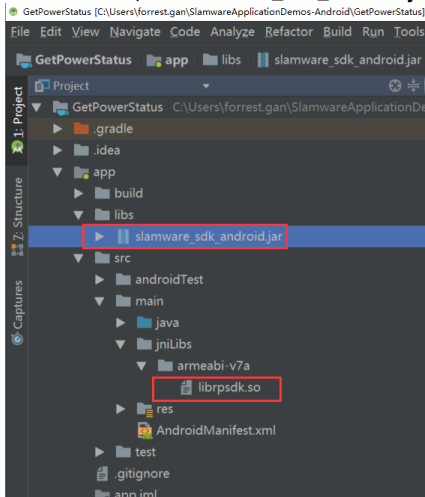 GetPowerStatus [C:\Users\forrest.gan\SlamwareApplicationDemos-Android\GetPowerStatus]
File Edit View Navigate Code Analyze Refactor Build Run Tools
GetPowerStatus app libs slamware_sdk_android.jar
1: Project
Project
GetPowerStatus C:\Users\forrest.gan\SlamwareApplicationDe
.gradle
.idea
app
build
libs
Z: Structure
slamware_sdk_android.jar
src
androidTest
Captures
main
java
jniLibs
armeabi-v7a
librpsdk.so
res
AndroidManifest.xml
test
.gitignore
app.iml